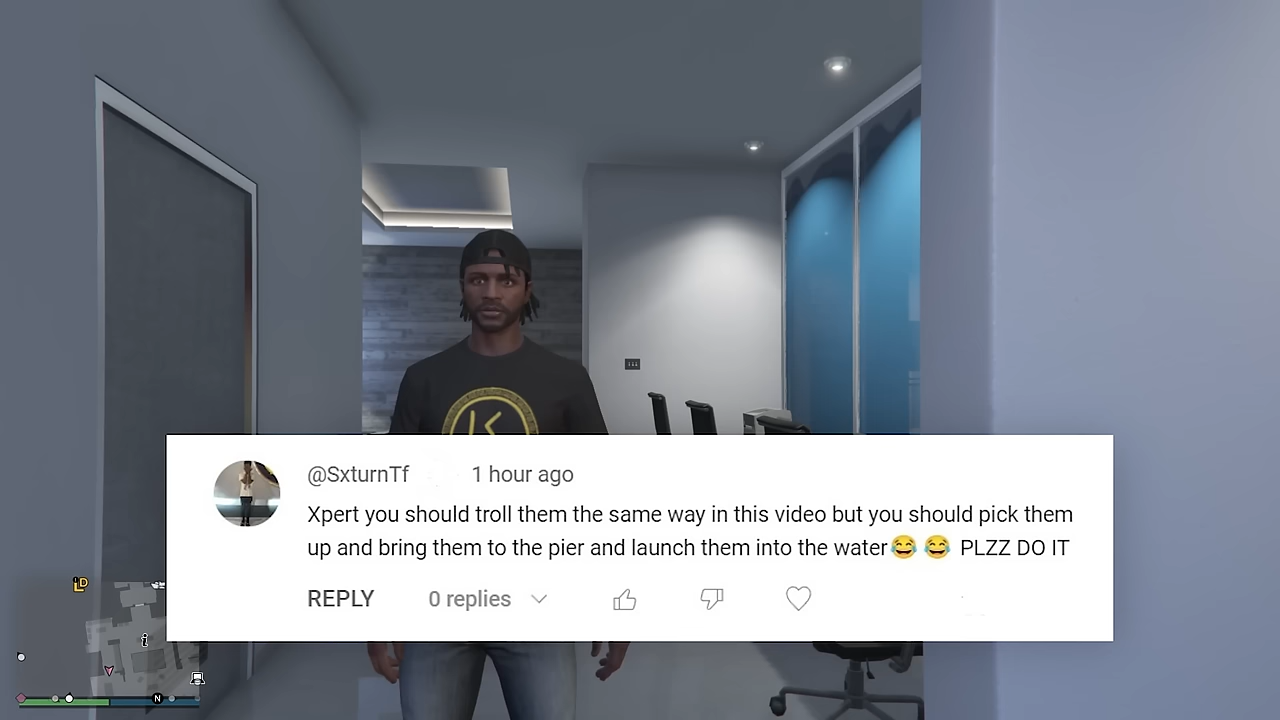 @SxturnTf 1 hour ago
Xpert you should troll them the same way in this video but you should pick them
up and bring them to the pier and launch them into the water😂 😂 PLZZ DO IT
REPLY 0 replies
LD
i
N